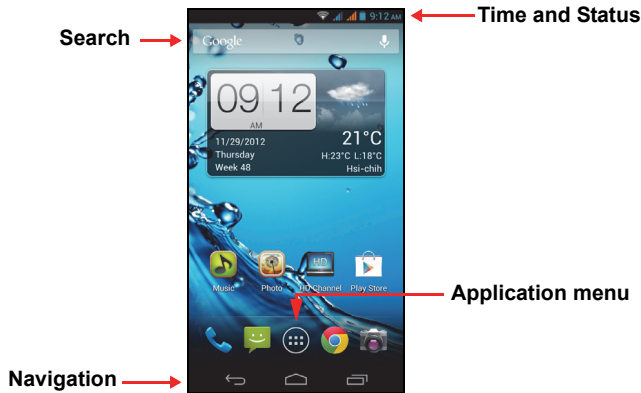 Time and Status
9:12 AM
Search
Google
09 12
AM
11/29/2012
21°C
Thursday
H:23°C L:18°C
Week 48
Hsi-chih
HD
Music
Photo
HD Channel
Play Store
Application menu
Navigation